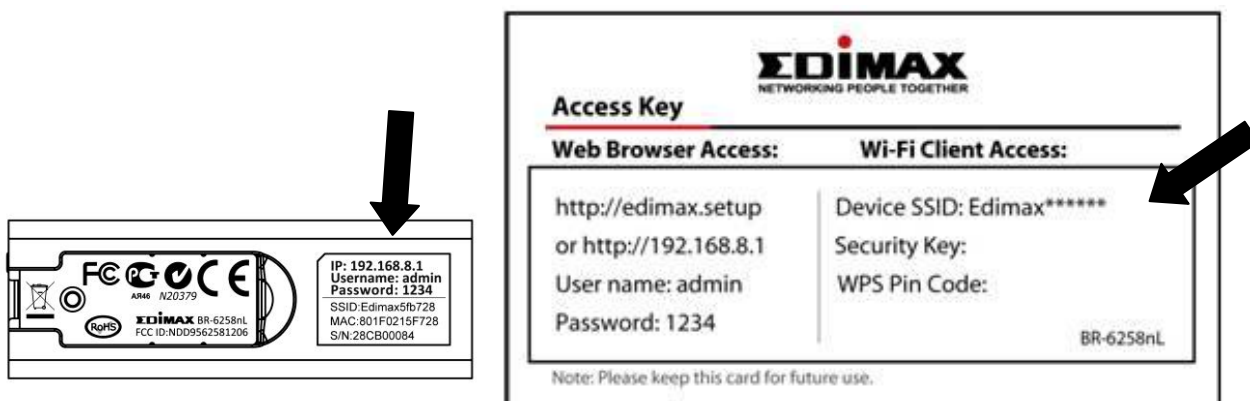 FC CE
АЯ46 N20379
RoHS
EDIMAX BR-6258nL
FCC ID:NDD9562581206
IP: 192.168.8.1
Username: admin
Password: 1234
SSID:Edimax5fb728
MAC:801F0215F728
S/N:28CB00084
EDIMAX
NETWORKING PEOPLE TOGETHER
Access Key
Web Browser Access:
http://edimax.setup
or http://192.168.8.1
User name: admin
Password: 1234
Wi-Fi Client Access:
Device SSID: Edimax******
Security Key:
WPS Pin Code:
BR-6258nL
Note: Please keep this card for future use.